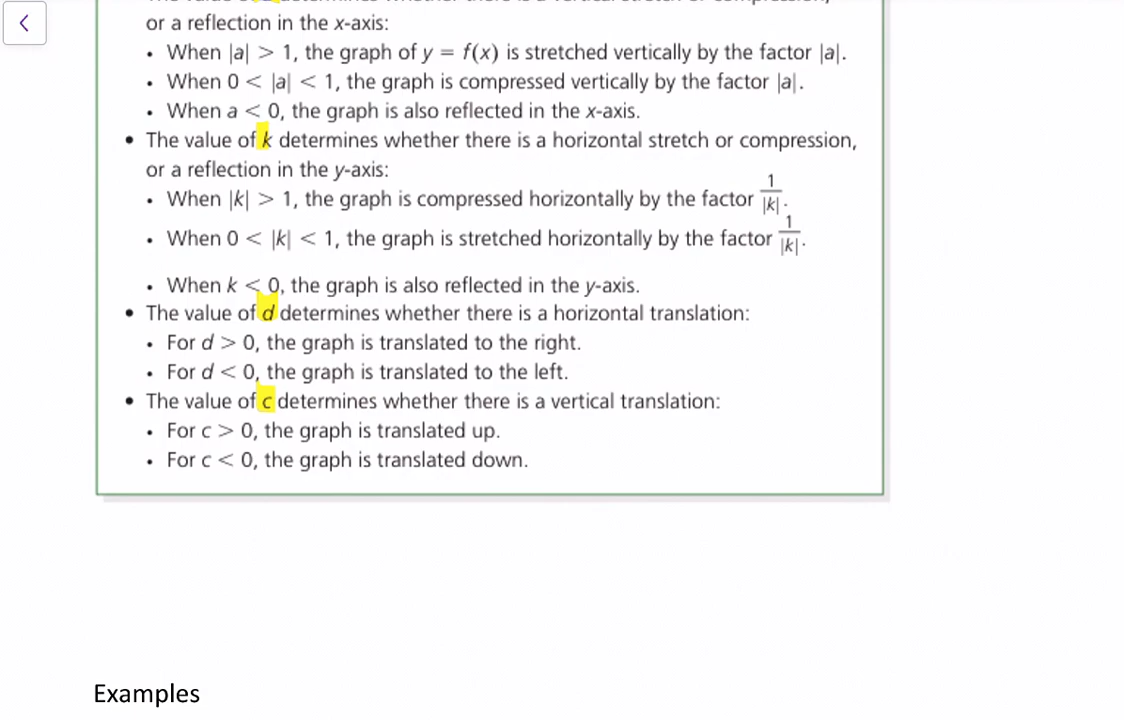 or a reflection in the x-axis:
• When |a| > 1, the graph of y = f(x) is stretched vertically by the factor |a|.
• When 0 < |a| < 1, the graph is compressed vertically by the factor |a|.
• When a < 0, the graph is also reflected in the x-axis.
• The value of k determines whether there is a horizontal stretch or compression,
or a reflection in the y-axis:
• When |k| > 1, the graph is compressed horizontally by the factor 1/|k|.
• When 0 < |k| < 1, the graph is stretched horizontally by the factor 1/|k|.
• When k < 0, the graph is also reflected in the y-axis.
• The value of d determines whether there is a horizontal translation:
• For d > 0, the graph is translated to the right.
• For d < 0, the graph is translated to the left.
• The value of c determines whether there is a vertical translation:
• For c > 0, the graph is translated up.
• For c < 0, the graph is translated down.
Examples